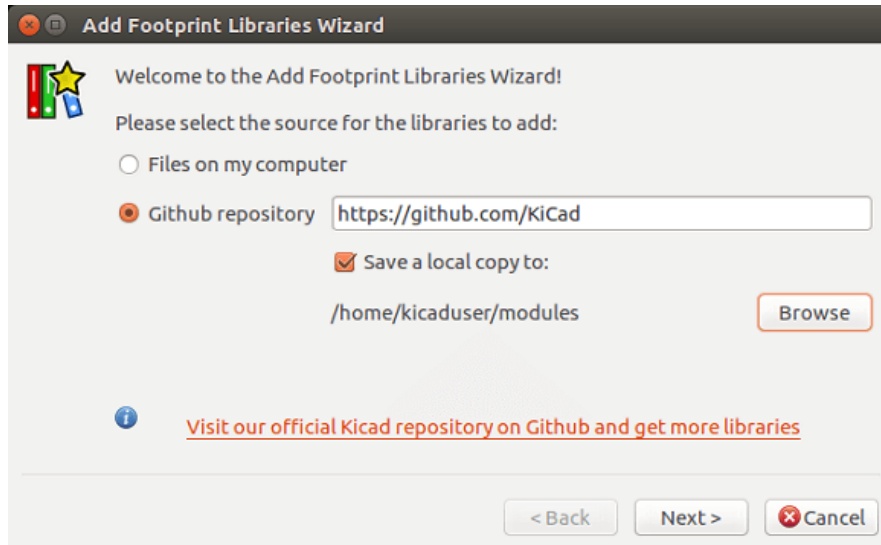 Add Footprint Libraries Wizard
Welcome to the Add Footprint Libraries Wizard!
Please select the source for the libraries to add:
Files on my computer
Github repository https://github.com/KiCad
Save a local copy to:
/home/kicaduser/modules Browse
Visit our official Kicad repository on Github and get more libraries
< Back Next > Cancel